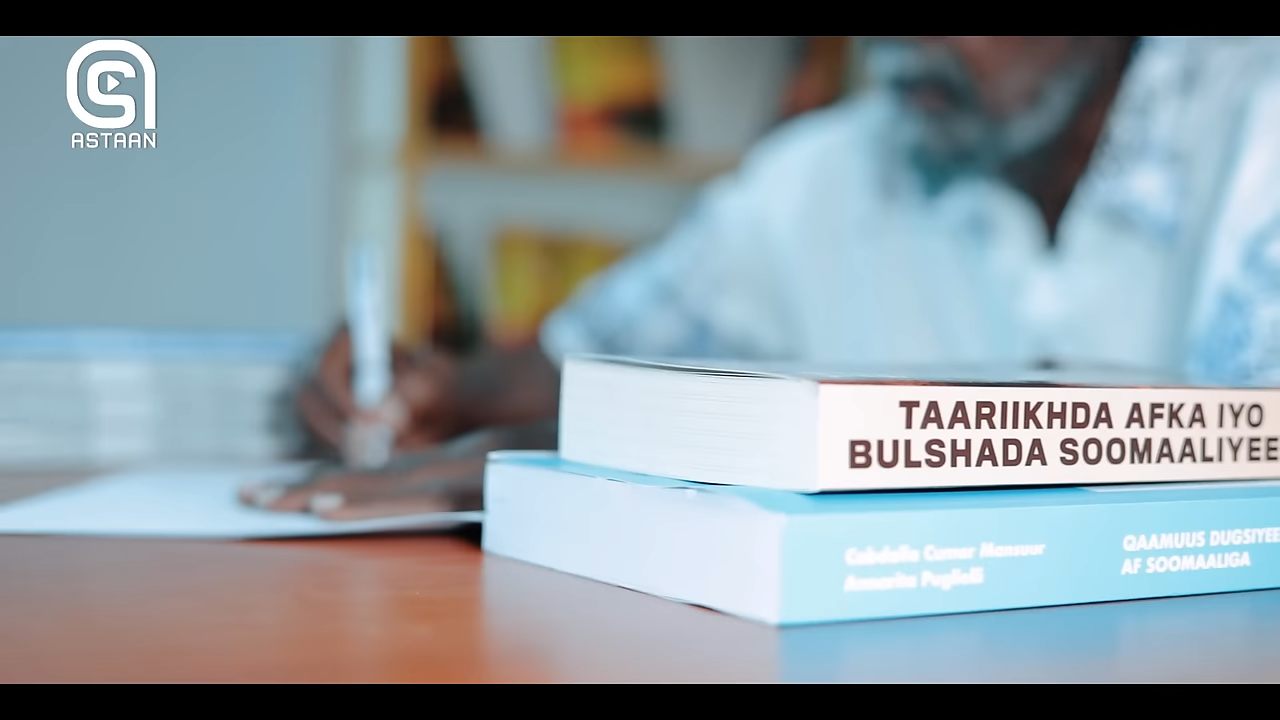 ASTAAN
TAARIIKHDA AFKA IYO
BULSHADA SOOMAALIYEE
Cabdalla Cumar Mansuur
Annarita Puglielli
QAAMUUS DUGSIYEE
AF SOOMAALIGA